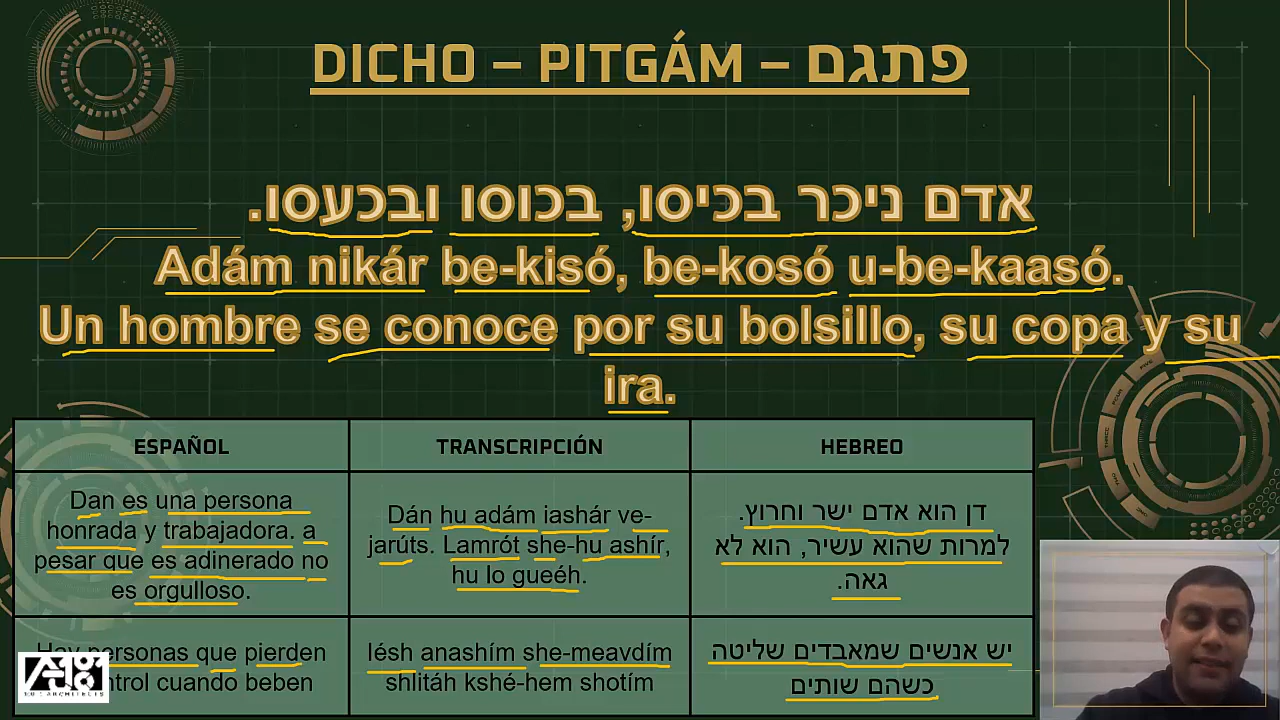 DICHO – PITGÁM – פתגם
אדם ניכר בכיסו, בכוסו ובכעסו.
Adám nikár be-kisó, be-kosó u-be-kaasó.
Un hombre se conoce por su bolsillo, su copa y su
ira.
ESPAÑOL
TRANSCRIPCIÓN
HEBREO
Dan es una persona
honrada y trabajadora. a
pesar que es adinerado no
es orgulloso.
Dán hu adám iashár ve-
jarúts. Lamrót she-hu ashír,
hu lo gueéh.
דן הוא אדם ישר וחרוץ.
למרות שהוא עשיר, הוא לא
גאה.
Hay personas que pierden
cuando beben
Iésh anashím she-meavdím
shlitáh kshé-hem shotím
יש אנשים שמאבדים שליטה
כשהם שותים